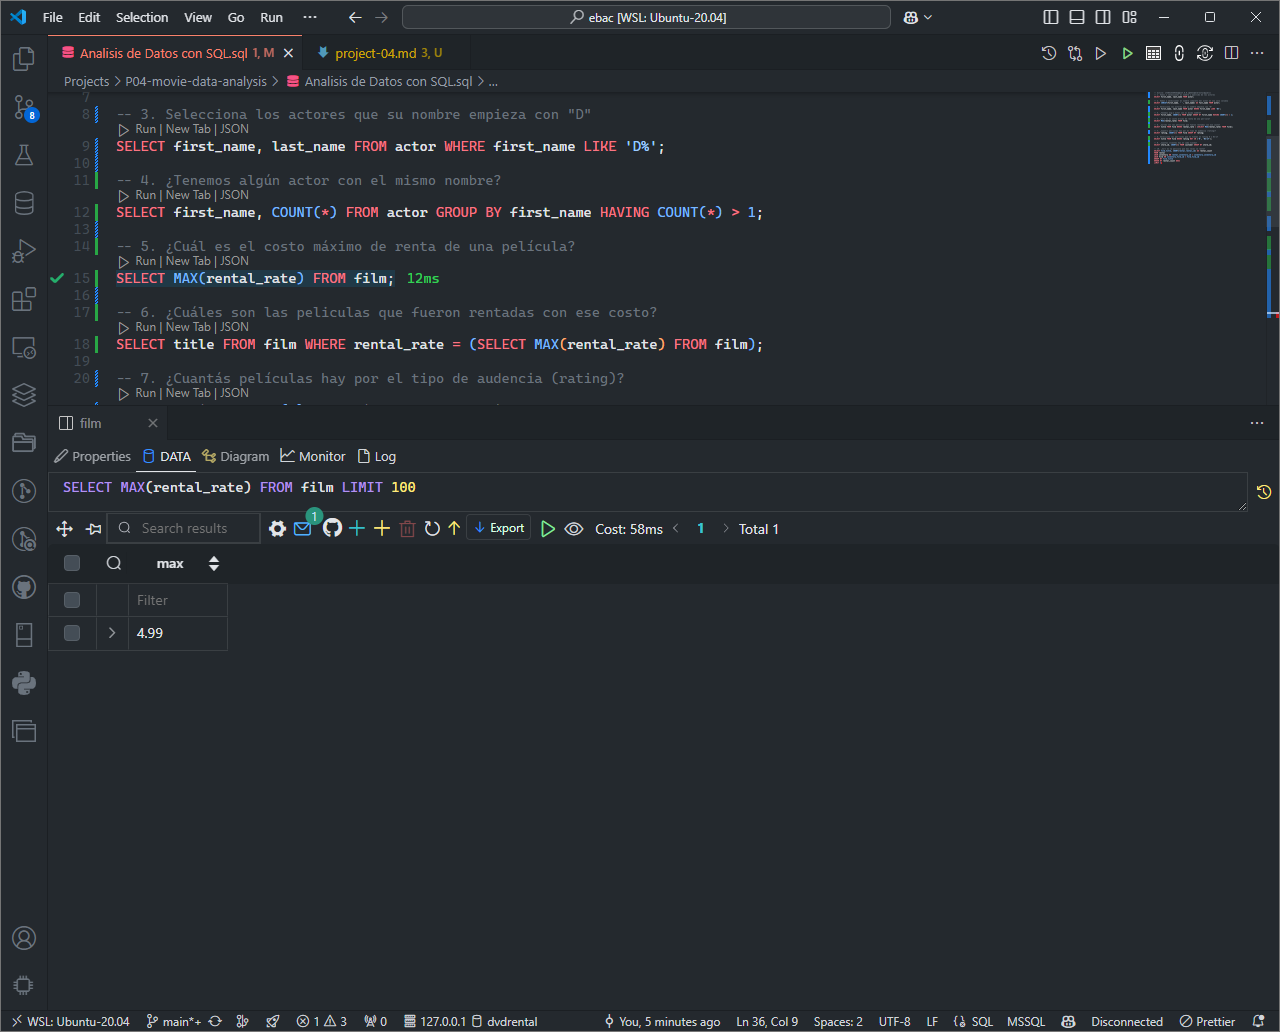 File Edit Selection View Go Run ··· ebac [WSL: Ubuntu-20.04]
Analisis de Datos con SQL.sql 1, M project-04.md 3, U
Projects > P04-movie-data-analysis > Analisis de Datos con SQL.sql > ...
7
8 -- 3. Selecciona los actores que su nombre empieza con "D"
Run | New Tab | JSON
9 SELECT first_name, last_name FROM actor WHERE first_name LIKE 'D%';
10
11 -- 4. ¿Tenemos algún actor con el mismo nombre?
Run | New Tab | JSON
12 SELECT first_name, COUNT(*) FROM actor GROUP BY first_name HAVING COUNT(*) > 1;
13
14 -- 5. ¿Cuál es el costo máximo de renta de una película?
Run | New Tab | JSON
15 SELECT MAX(rental_rate) FROM film; 12ms
16
17 -- 6. ¿Cuáles son las peliculas que fueron rentadas con ese costo?
Run | New Tab | JSON
18 SELECT title FROM film WHERE rental_rate = (SELECT MAX(rental_rate) FROM film);
19
20 -- 7. ¿Cuantás películas hay por el tipo de audencia (rating)?
Run | New Tab | JSON
8
film
Properties DATA Diagram Monitor Log
SELECT MAX(rental_rate) FROM film LIMIT 100
Search results 1 Export Cost: 58ms < 1 > Total 1
max
Filter
4.99
WSL: Ubuntu-20.04 main*+ 1 3 0 127.0.0.1 dvdrental You, 5 minutes ago Ln 36, Col 9 Spaces: 2 UTF-8 LF SQL MSSQL Disconnected Prettier